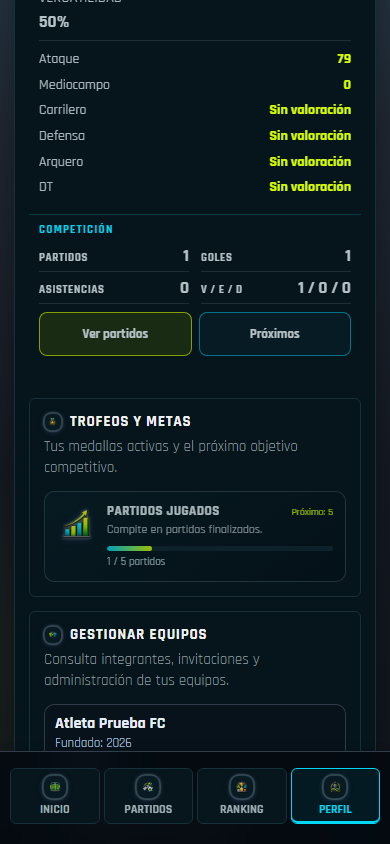 50%
Ataque 79
Mediocampo 0
Carrilero Sin valoración
Defensa Sin valoración
Arquero Sin valoración
DT Sin valoración
COMPETICIÓN
PARTIDOS 1 GOLES 1
ASISTENCIAS 0 V / E / D 1 / 0 / 0
Ver partidos Próximos
TROFEOS Y METAS
Tus medallas activas y el próximo objetivo
competitivo.
PARTIDOS JUGADOS Próximo: 5
Compite en partidos finalizados.
1 / 5 partidos
GESTIONAR EQUIPOS
Consulta integrantes, invitaciones y
administración de tus equipos.
Atleta Prueba FC
Fundado: 2026
INICIO PARTIDOS RANKING PERFIL